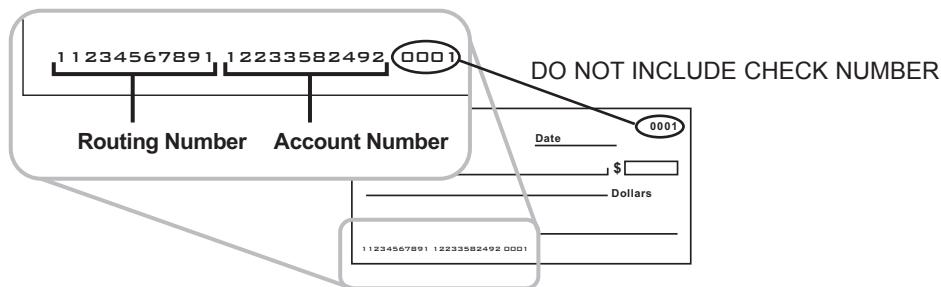 11234567891 12233582492 0001
DO NOT INCLUDE CHECK NUMBER
Routing Number Account Number
0001
Date
$
Dollars
11234567891 12233582492 0001